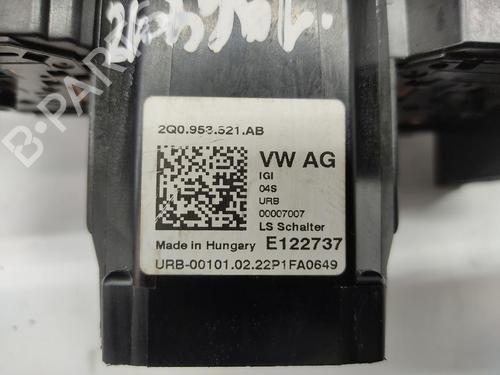 2Q0.953.521.AB
VW AG
IGI
04S
URB
00007007
LS Schalter
Made in Hungary E122737
URB-00101.02.22P1FA0649
B-PARTS